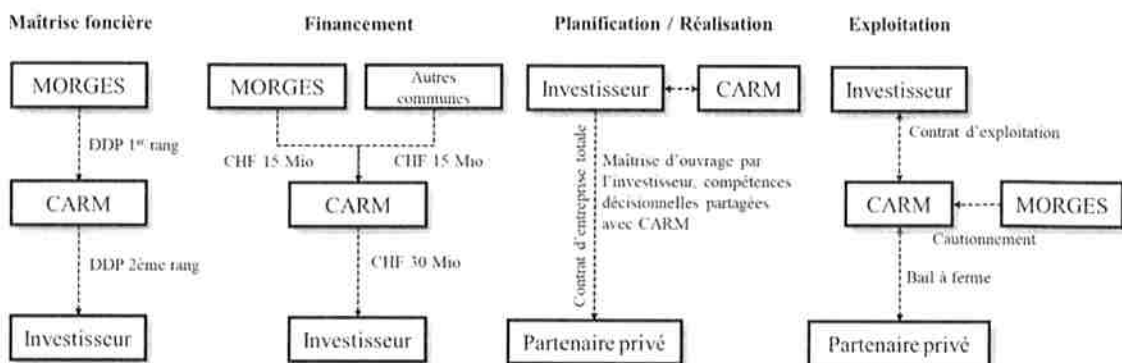 Maîtrise foncière
MORGES
DDP 1er rang
CARM
DDP 2ème rang
Investisseur
Financement
MORGES
Autres
communes
CHF 15 Mio
CHF 15 Mio
CARM
CHF 30 Mio
Investisseur
Planification / Réalisation
Investisseur
CARM
Contrat d'entreprise totale
Maîtrise d'ouvrage par
l'investisseur, compétences
décisionnelles partagées
avec CARM
Partenaire privé
Exploitation
Investisseur
Contrat d'exploitation
CARM
MORGES
Cautionnement
Bail à ferme
Partenaire privé